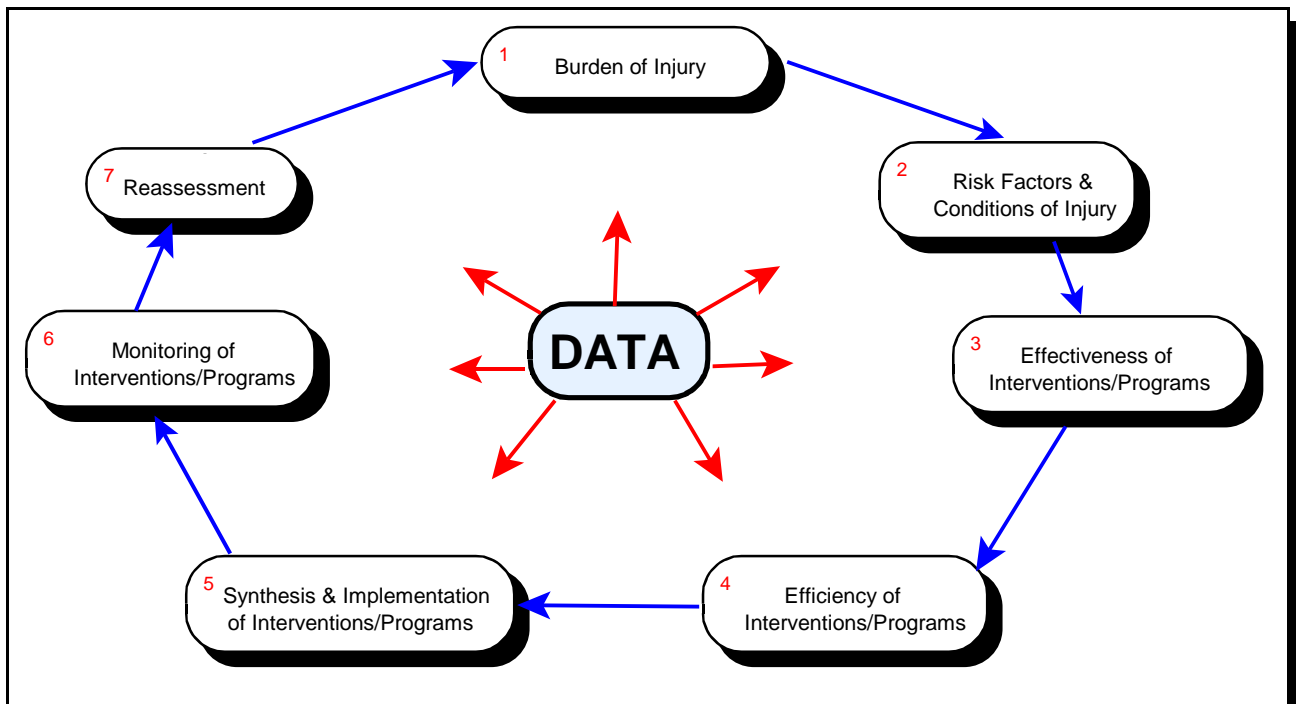 1
Burden of Injury
2
Risk Factors &
Conditions of Injury
3
Effectiveness of
Interventions/Programs
4
Efficiency of
Interventions/Programs
5
Synthesis & Implementation
of Interventions/Programs
6
Monitoring of
Interventions/Programs
7
Reassessment
DATA